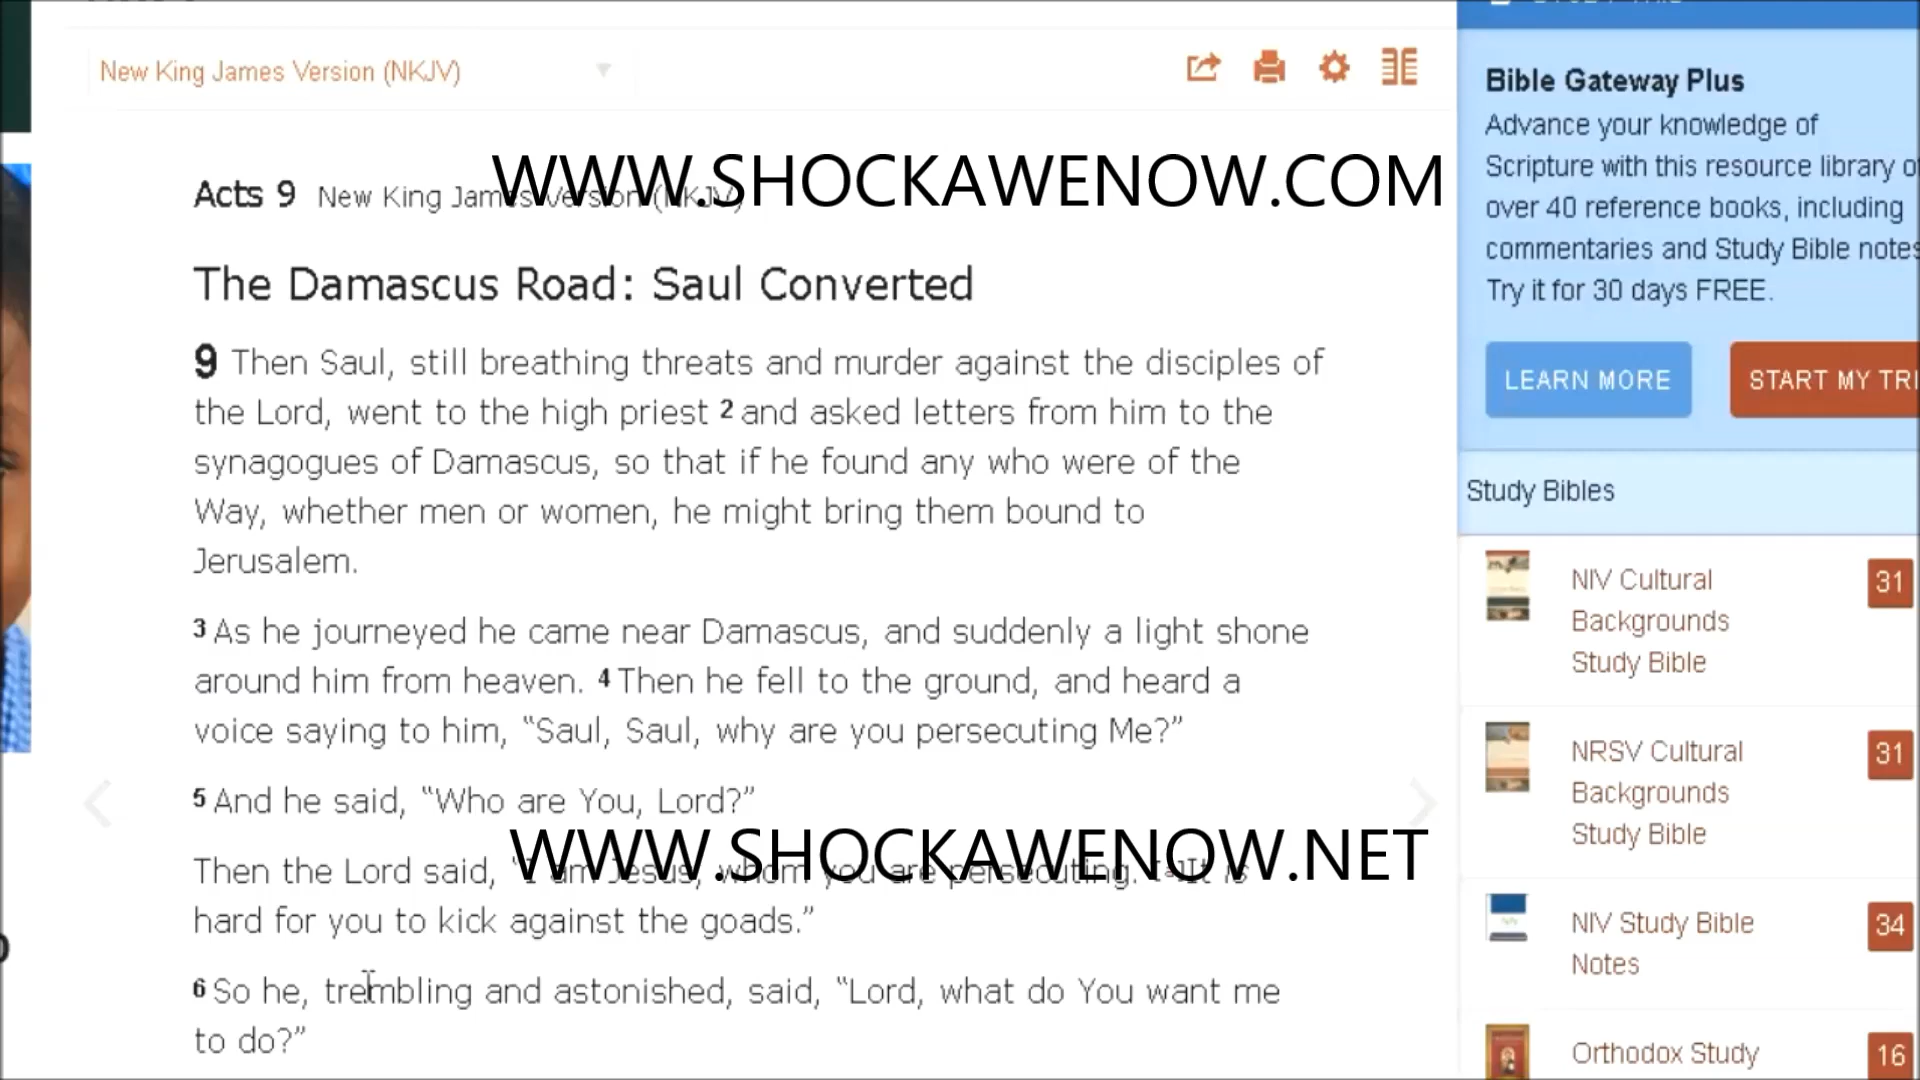 New King James Version (NKJV)
WWW.SHOCKAWENOW.COM
Acts 9 New King James Version (NKJV)
The Damascus Road: Saul Converted
9 Then Saul, still breathing threats and murder against the disciples of
the Lord, went to the high priest 2 and asked letters from him to the
synagogues of Damascus, so that if he found any who were of the
Way, whether men or women, he might bring them bound to
Jerusalem.
3 As he journeyed he came near Damascus, and suddenly a light shone
around him from heaven. 4 Then he fell to the ground, and heard a
voice saying to him, “Saul, Saul, why are you persecuting Me?”
5 And he said, “Who are You, Lord?”
WWW.SHOCKAWENOW.NET
Then the Lord said, “I am Jesus, whom you are persecuting. It is
hard for you to kick against the goads.”
6 So he, trembling and astonished, said, “Lord, what do You want me
to do?”
Bible Gateway Plus
Advance your knowledge of
Scripture with this resource library
over 40 reference books, including
commentaries and Study Bible notes
Try it for 30 days FREE.
LEARN MORE
START MY TRI
Study Bibles
NIV Cultural 31
Backgrounds
Study Bible
NRSV Cultural 31
Backgrounds
Study Bible
NIV Study Bible 34
Notes
Orthodox Study 16